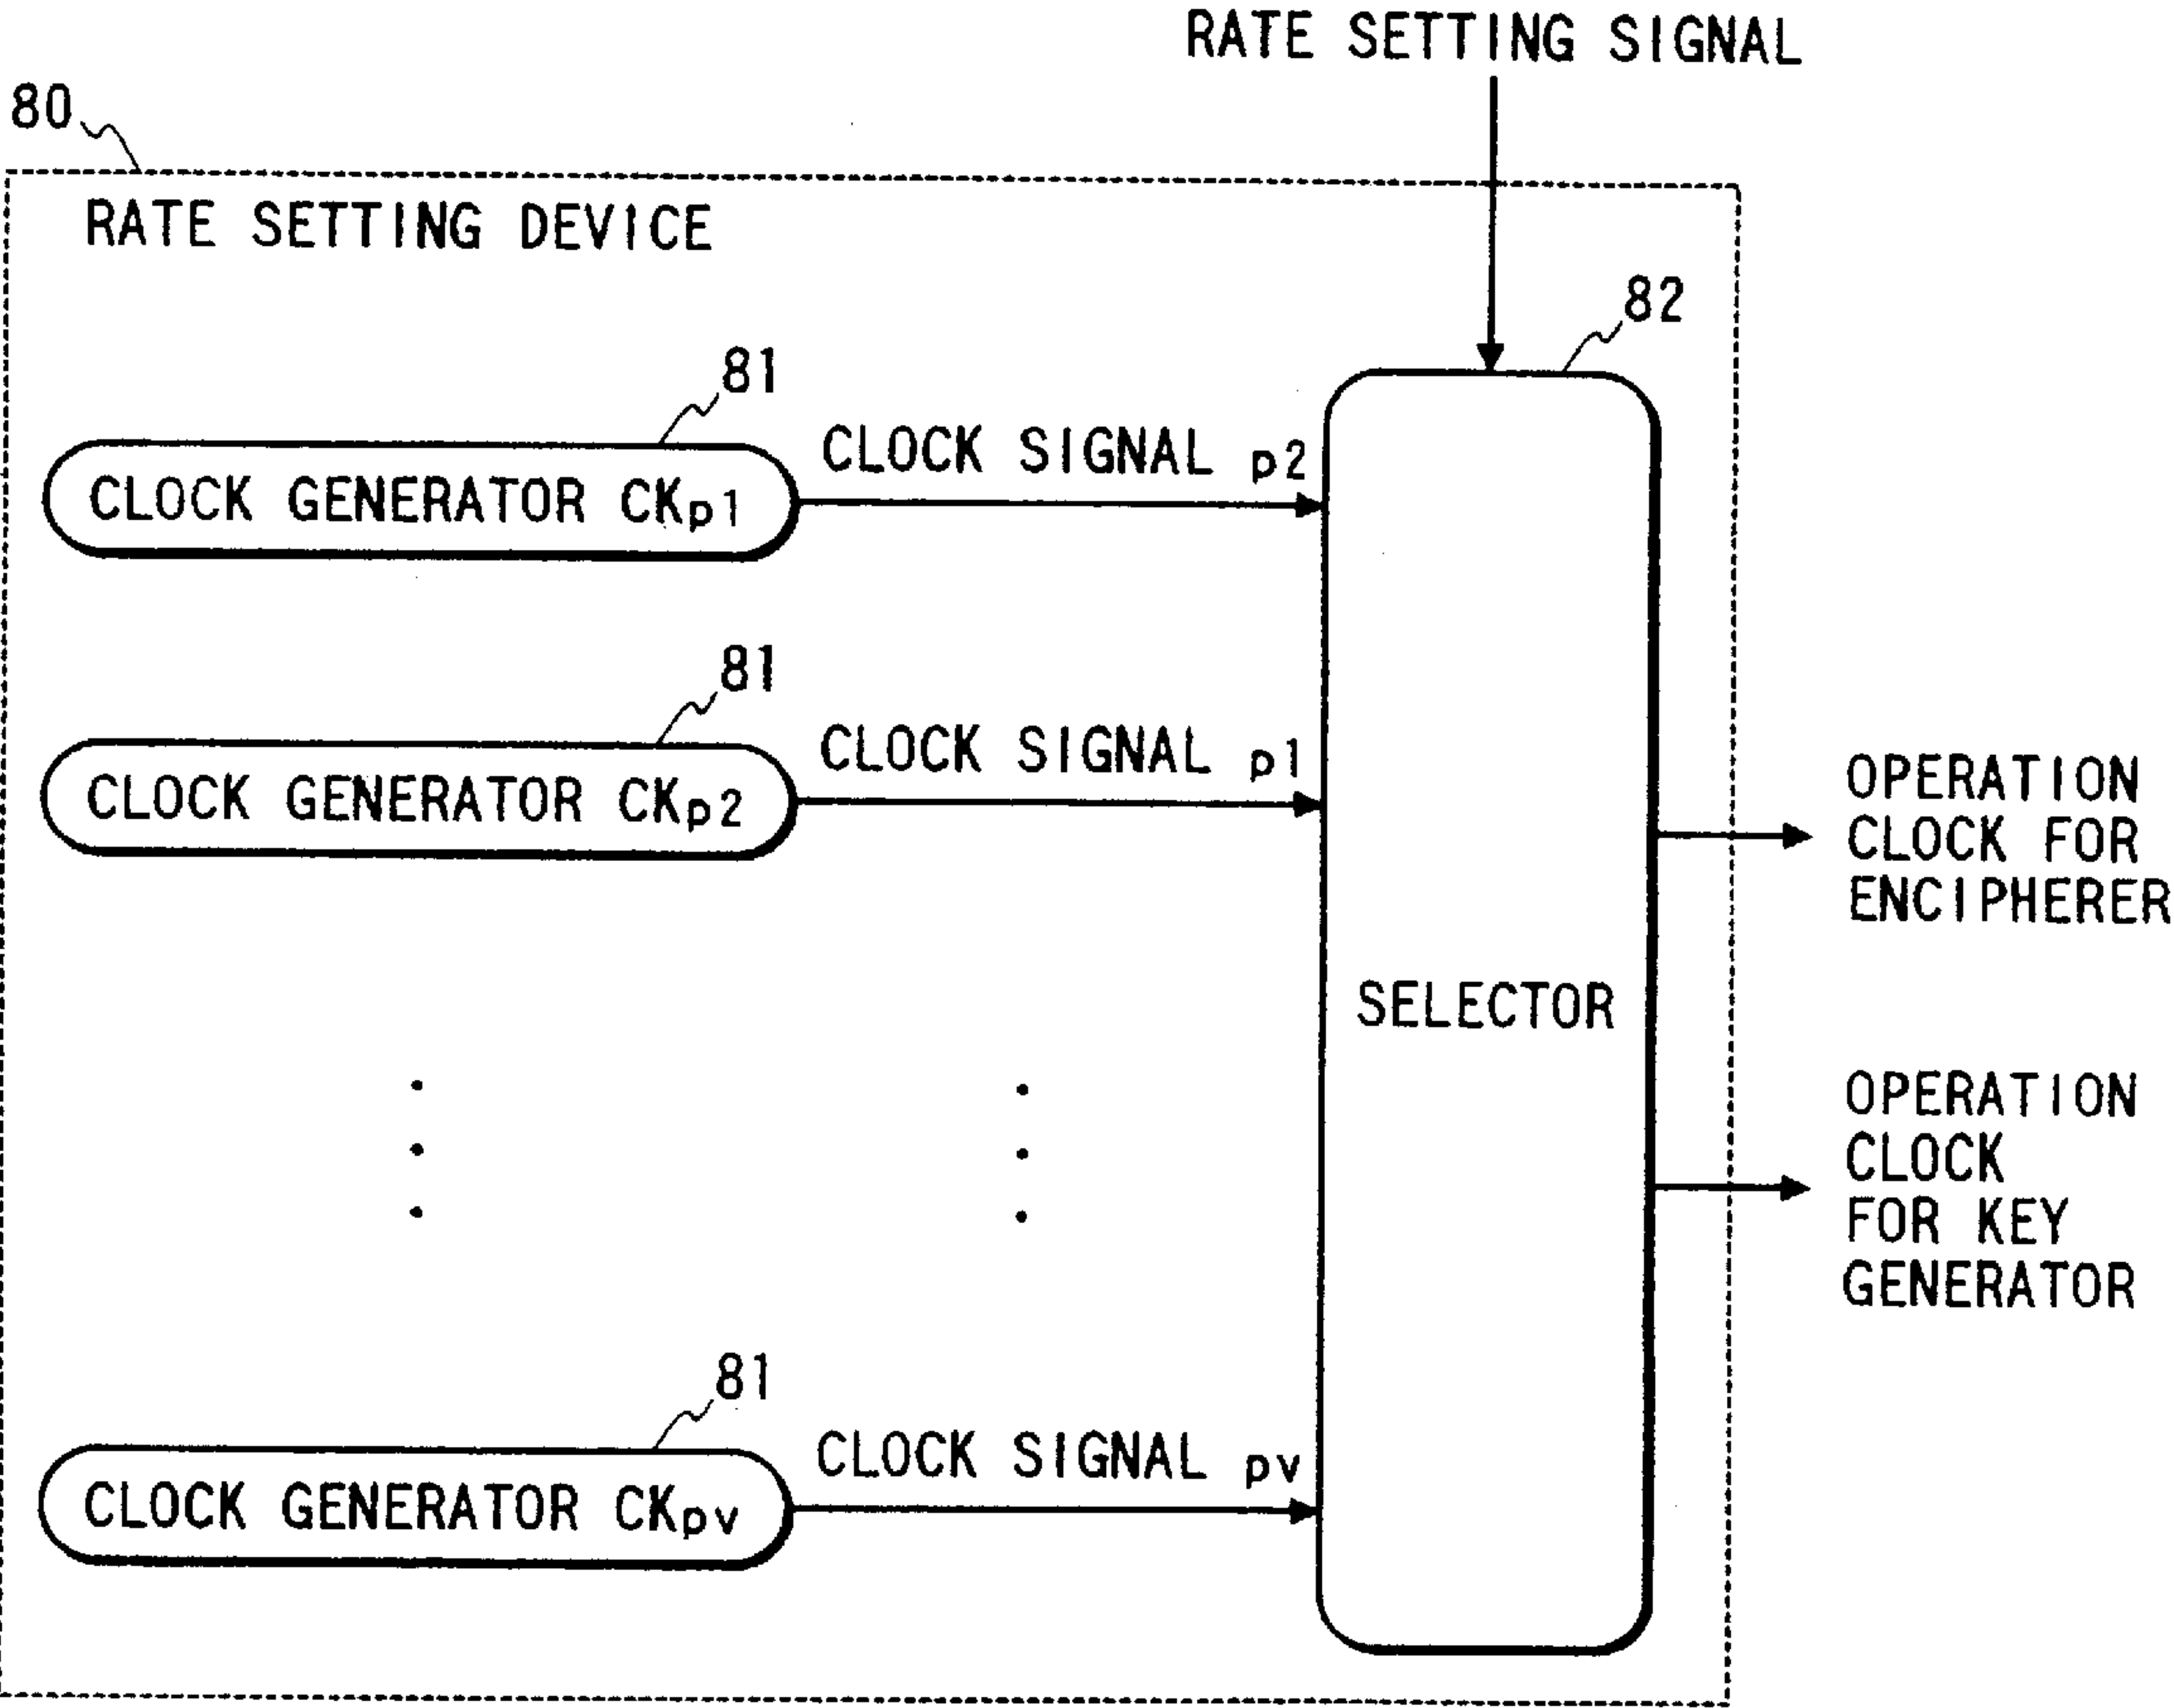 RATE SETTING SIGNAL
80
RATE SETTING DEVICE
82
81
CLOCK GENERATOR CKp1
CLOCK SIGNAL p2
81
CLOCK GENERATOR CKp2
CLOCK SIGNAL p1
OPERATION
CLOCK FOR
ENCIPHERER
SELECTOR
OPERATION
CLOCK
FOR KEY
GENERATOR
81
CLOCK GENERATOR CKpv
CLOCK SIGNAL pv